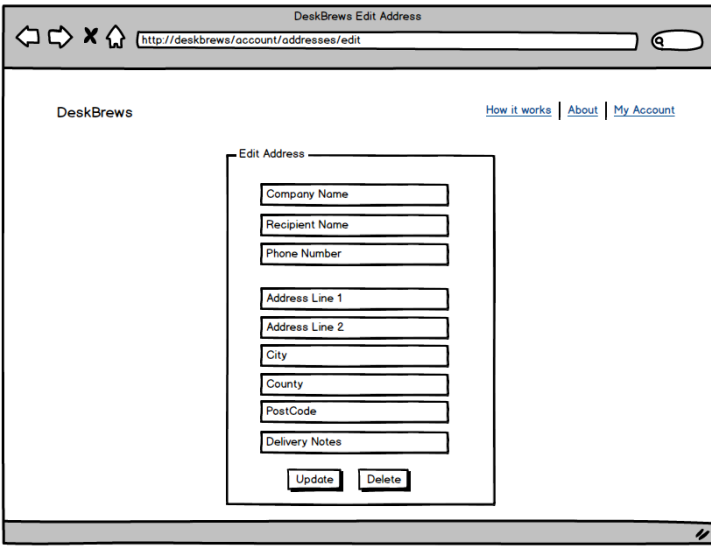 DeskBrews Edit Address
http://deskbrews/account/addresses/edit
DeskBrews
How it works About My Account
Edit Address
Company Name
Recipient Name
Phone Number
Address Line 1
Address Line 2
City
County
PostCode
Delivery Notes
Update Delete